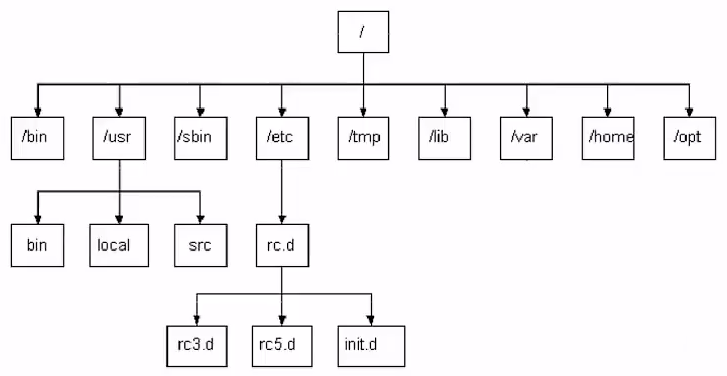 /
/bin /usr /sbin /etc /tmp /lib /var /home /opt
bin local src rc.d
rc3.d rc5.d init.d